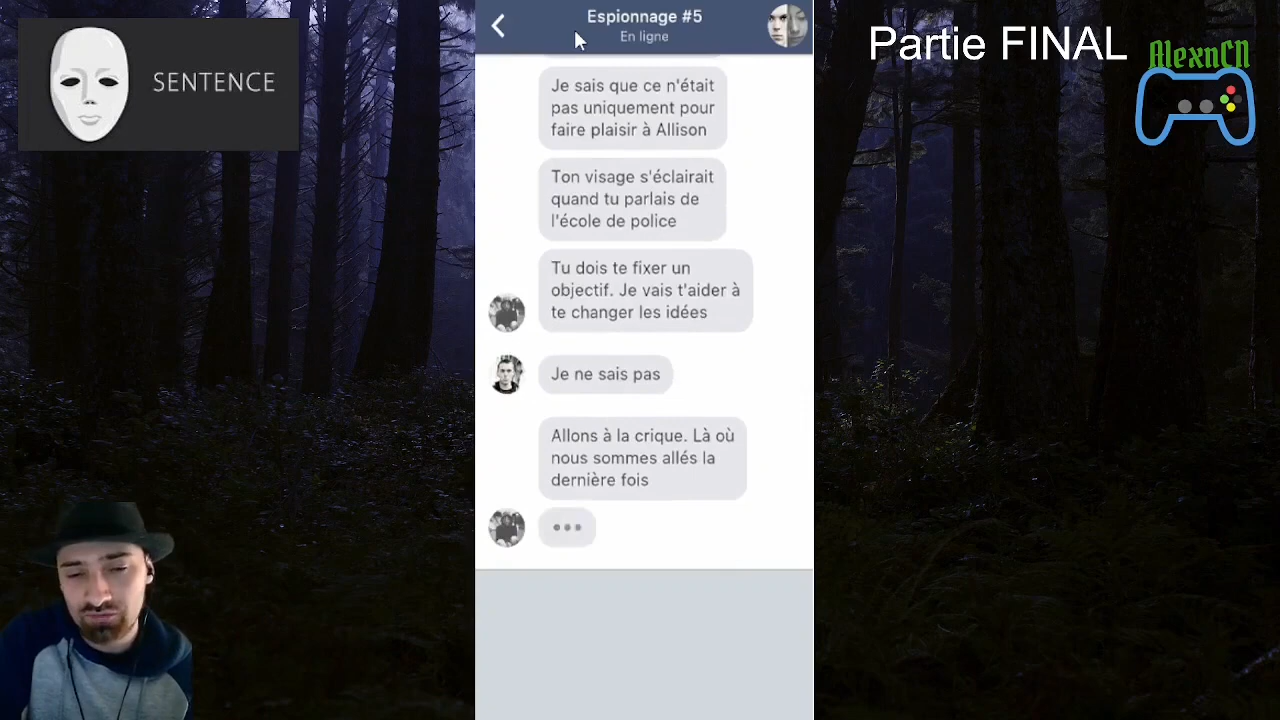 SENTENCE
Espionnage #5
En ligne
Je sais que ce n'était
pas uniquement pour
faire plaisir à Allison
Ton visage s'éclairait
quand tu parlais de
l'école de police
Tu dois te fixer un
objectif. Je vais t'aider à
te changer les idées
Je ne sais pas
Allons à la crique. Là où
nous sommes allés la
dernière fois
Partie FINAL
AlexnCN